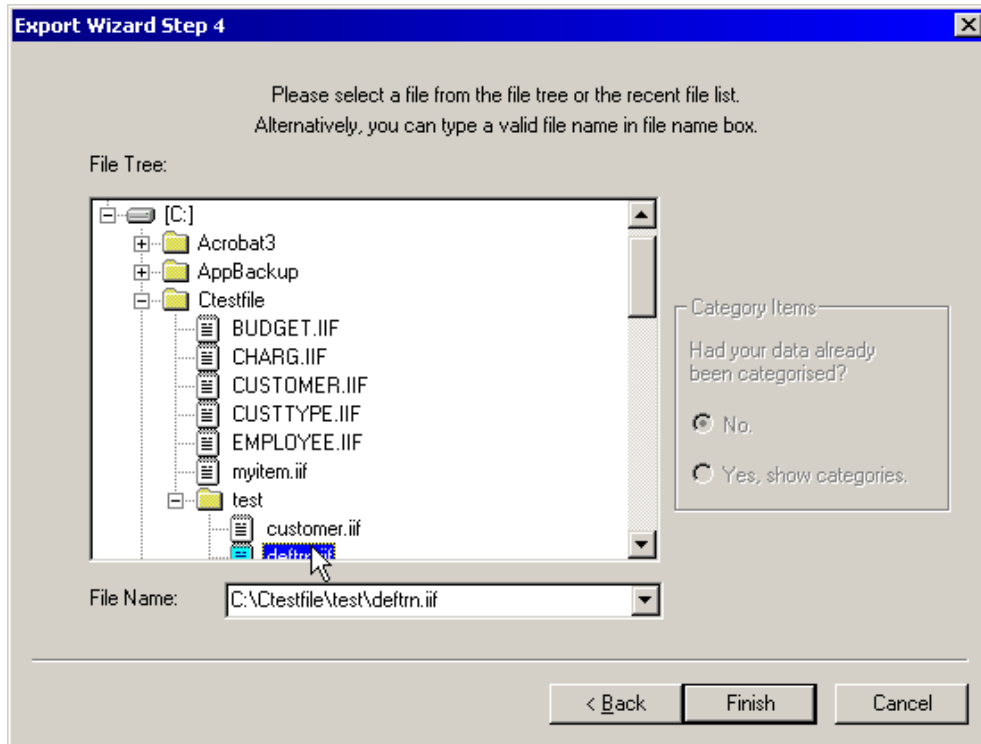 Export Wizard Step 4
Please select a file from the file tree or the recent file list.
Alternatively, you can type a valid file name in file name box.
File Tree:
[C:]
Acrobat3
AppBackup
Ctestfile
BUDGET.IIF
CHARG.IIF
CUSTOMER.IIF
CUSTTYPE.IIF
EMPLOYEE.IIF
myitem.iif
test
customer.iif
deftrn.iif
Category Items
Had your data already
been categorised?
No.
Yes, show categories.
File Name:
C:\Ctestfile\test\deftrn.iif
< Back
Finish
Cancel